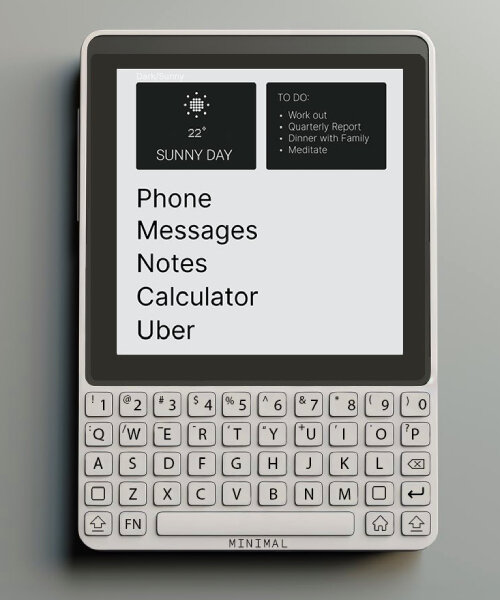 Dark/Sunny
22°
SUNNY DAY
TO DO:
• Work out
• Quarterly Report
• Dinner with Family
• Meditate
Phone
Messages
Notes
Calculator
Uber
! 1 @ 2 # 3 $ 4 % 5 ^ 6 & 7 * 8 ( 9 ) 0
Q W E R T Y U I O P
A S D F G H J K L
Z X C V B N M
FN
MINIMAL